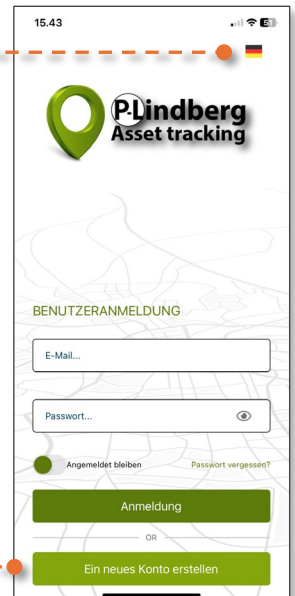 15.43
P.Lindberg
Asset tracking
BENUTZERANMELDUNG
E-Mail...
Passwort...
Angemeldet bleiben
Passwort vergessen?
Anmeldung
OR
Ein neues Konto erstellen